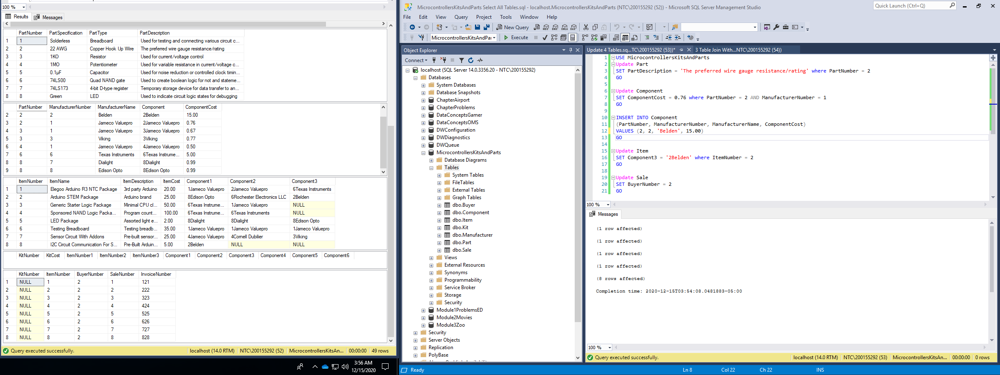 100 %
Results Messages
PartNumber PartSpecification PartType PartDescription
1 1 Solderless Breadboard Used for testing and connecting various circuit c...
2 2 22 AWG Copper Hook Up Wire The preferred wire gauge resistance/rating
3 3 1KO Resistor Used for current/voltage control
4 4 1MO Potentiometer Used for variable resistance in current/voltage c...
5 5 0.1µF Capacitor Used for noise reduction or controlled clock timin...
6 6 74LS00 Quad NAND gate Used to create boolean logic for not and stateme...
7 7 74LS173 4-bit D-type register Temporary storage device for data transfer to an...
8 8 Green LED Used to indicate circuit logic states for debugging
PartNumber ManufacturerNumber ManufacturerName Component ComponentCost
2 2 2 Belden 2Belden 15.00
3 2 1 Jameco Valuepro 2Jameco Valuepro 0.76
4 3 1 Jameco Valuepro 3Jameco Valuepro 0.67
5 3 3 Viking 3Viking 0.77
6 4 1 Jameco Valuepro 4Jameco Valuepro 0.50
7 6 6 Texas Instruments 6Texas Instrume... 5.00
8 8 7 Dialight 8Dialight 0.99
9 8 8 Edison Opto 8Edison Opto 0.99
ItemNumber ItemName ItemDescription ItemCost Component1 Component2 Component3
1 1 Elegoo Arduino R3 NTC Package 3rd party Arduino 20.00 1Jameco Valuepro 2Jameco Valuepro 6Texas Instruments
2 2 Arduino STEM Package Arduino brand 25.00 8Edison Opto 6Rochester Electronics LLC 2Belden
3 3 Generic Starter Logic Package Minimal CPU cl... 50.00 6Texas Instrume... 1Jameco Valuepro NULL
4 4 Sponsored NAND Logic Packa... Program count... 100.00 6Texas Instrume... 6Texas Instruments NULL
5 5 LED Package Assorted light e... 2.00 8Dialight 8Dialight 8Edison Opto
6 6 Testing Breadboard Testing breadb... 35.00 1Jameco Valuepro 1Jameco Valuepro 1Jameco Valuepro
7 7 Sensor Circuit With Addons Pre-built sensor... 25.00 4Jameco Valuepro 4Cornell Dubilier 3Viking
8 8 I2C Circuit Communication For S... Pre-Built Arduin... 5.00 2Belden NULL NULL
KitNumber KitCost ItemNumber1 ItemNumber2 ItemNumber3 Component1 Component2 Component3 Component4 Component5 Component6
KitNumber ItemNumber BuyerNumber SaleNumber InvoiceNumber
1 NULL 1 2 1 121
2 NULL 2 2 2 222
3 NULL 3 2 3 323
4 NULL 4 2 4 424
5 NULL 5 2 5 525
6 NULL 6 2 6 626
7 NULL 7 2 7 727
8 NULL 8 2 8 828
Query executed successfully. localhost (14.0 RTM) NTC\200155292 (52) MicrocontrollersKitsAn... 00:00:00 49 rows
3:56 AM
12/15/2020
MicrocontrollersKitsAndParts Select All Tables.sql - localhost.MicrocontrollersKitsAndParts (NTC\200155292 (52)) - Microsoft SQL Server Management Studio
Quick Launch (Ctrl+Q)
File Edit View Query Project Tools Window Help
New Query MDX DMX XMLA DAX
MicrocontrollersKitsAndPar Execute
Object Explorer
Connect
localhost (SQL Server 14.0.3356.20 - NTC\200155292)
Databases
System Databases
Database Snapshots
ChapterAirport
ChapterProblems
DataConceptsGamer
DataConceptsOMS
DWConfiguration
DWDiagnostics
DWQueue
MicrocontrollersKitsAndParts
Database Diagrams
Tables
System Tables
FileTables
External Tables
Graph Tables
dbo.Buyer
dbo.Component
dbo.Item
dbo.Kit
dbo.Manufacturer
dbo.Part
dbo.Sale
Views
External Resources
Synonyms
Programmability
Service Broker
Storage
Security
Module1ProblemsED
Module2Movies
Module3Zoo
Security
Server Objects
Replication
PolyBase
Update 4 Tables.sq...TC\200155292 (53))* 3 Table Join With...NTC\200155292 (54))
1 USE MicrocontrollersKitsAndParts
2 Update Part
3 SET PartDescription = 'The preferred wire gauge resistance/rating' where PartNumber = 2
4 GO
5
6 Update Component
7 SET ComponentCost = 0.76 where PartNumber = 2 AND ManufacturerNumber = 1
8 GO
9
10 INSERT INTO Component
11 (PartNumber, ManufacturerNumber, ManufacturerName, ComponentCost)
12 VALUES (2, 2, 'Belden', 15.00)
13 GO
14
15 Update Item
16 SET Component3 = '2Belden' where ItemNumber = 2
17 GO
18
19 Update Sale
20 SET BuyerNumber = 2
21 GO
100 %
Messages
(1 row affected)
(1 row affected)
(1 row affected)
(1 row affected)
(8 rows affected)
Completion time: 2020-12-15T03:54:08.0481883-05:00
100 %
Query executed successfully. localhost (14.0 RTM) NTC\200155292 (53) MicrocontrollersKitsAn... 00:00:00 0 rows
Ready Ln 8 Col 22 Ch 22 INS